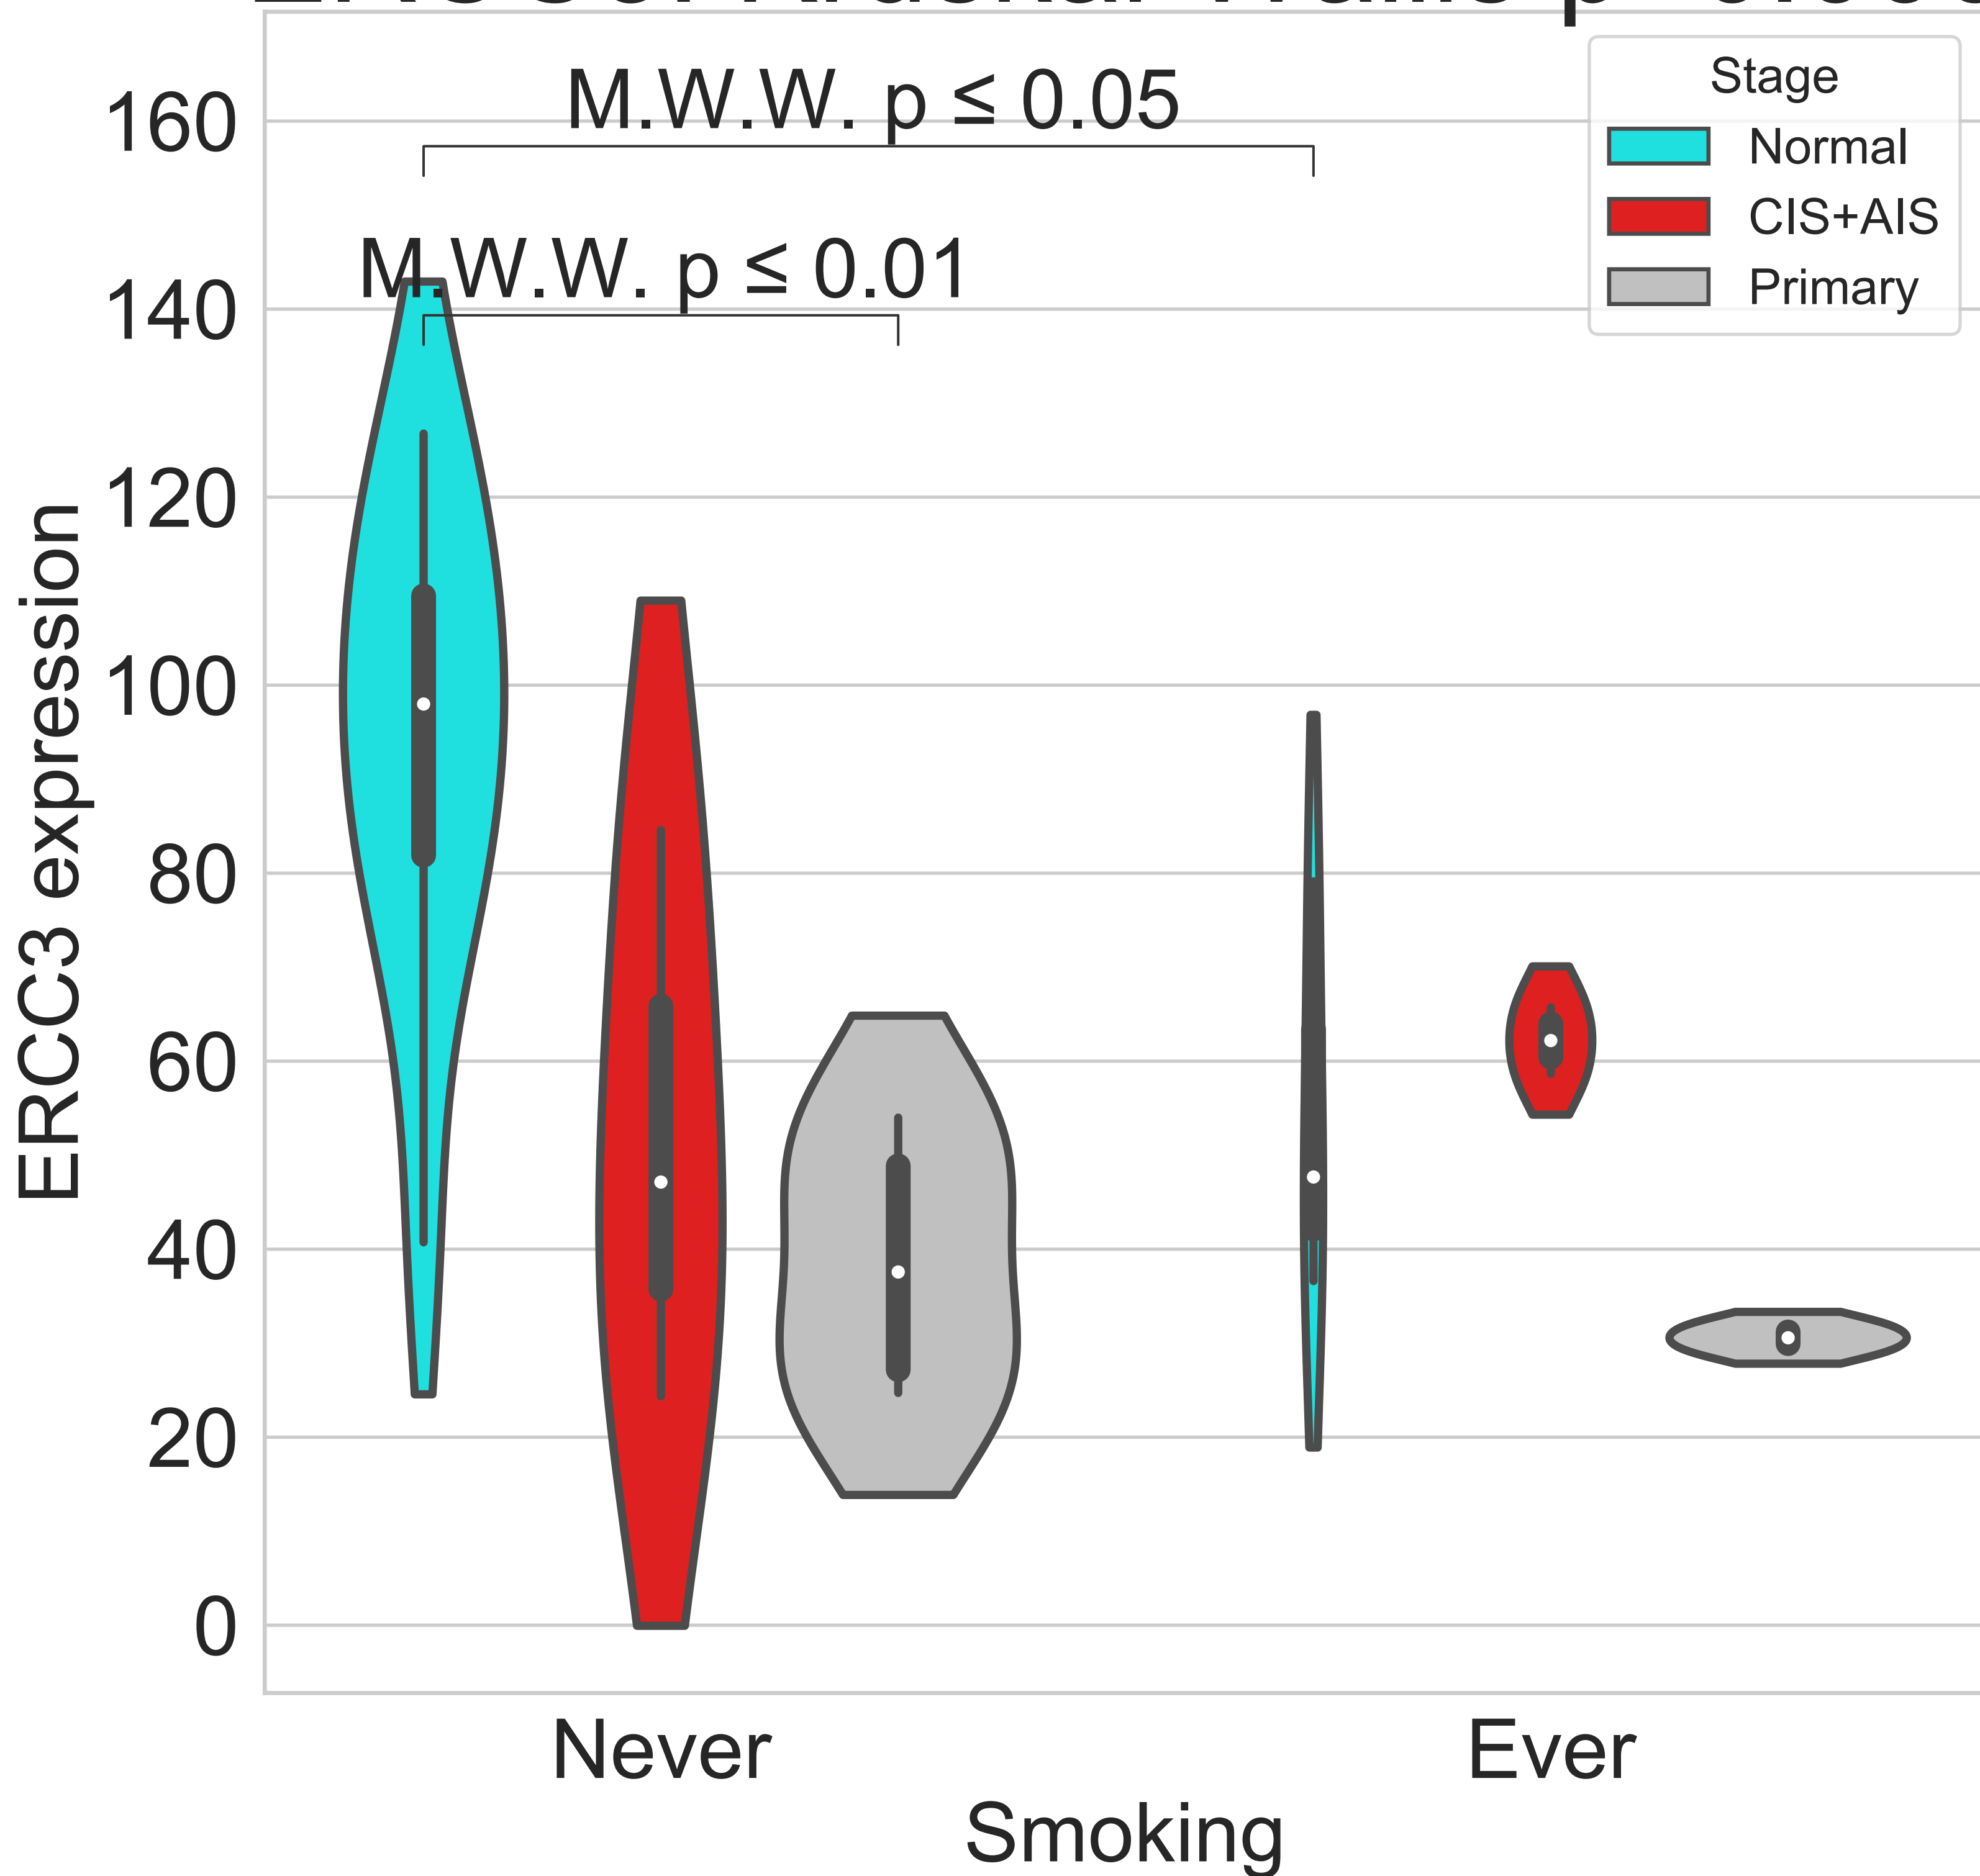 M.W.W. p ≤ 0.05
M.W.W. p ≤ 0.01
Stage
Normal
CIS+AIS
Primary
160
140
120
100
80
60
40
20
0
ERCC3 expression
Never
Ever
Smoking